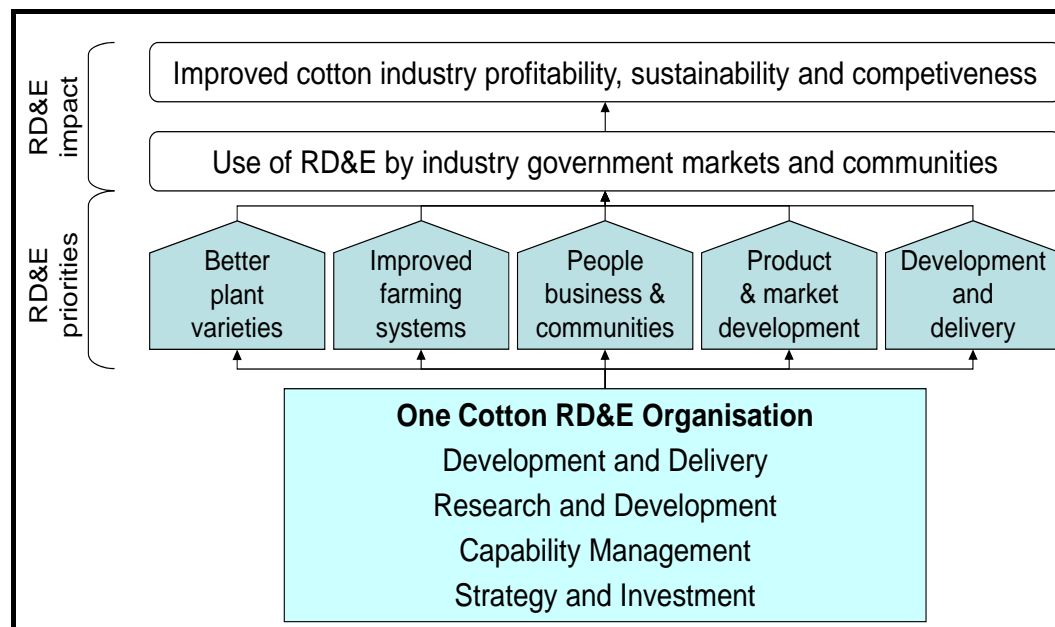 RD&E
impact
Improved cotton industry profitability, sustainability and competiveness
Use of RD&E by industry government markets and communities
RD&E
priorities
Better
plant
varieties
Improved
farming
systems
People
business &
communities
Product
& market
development
Development
and
delivery
One Cotton RD&E Organisation
Development and Delivery
Research and Development
Capability Management
Strategy and Investment